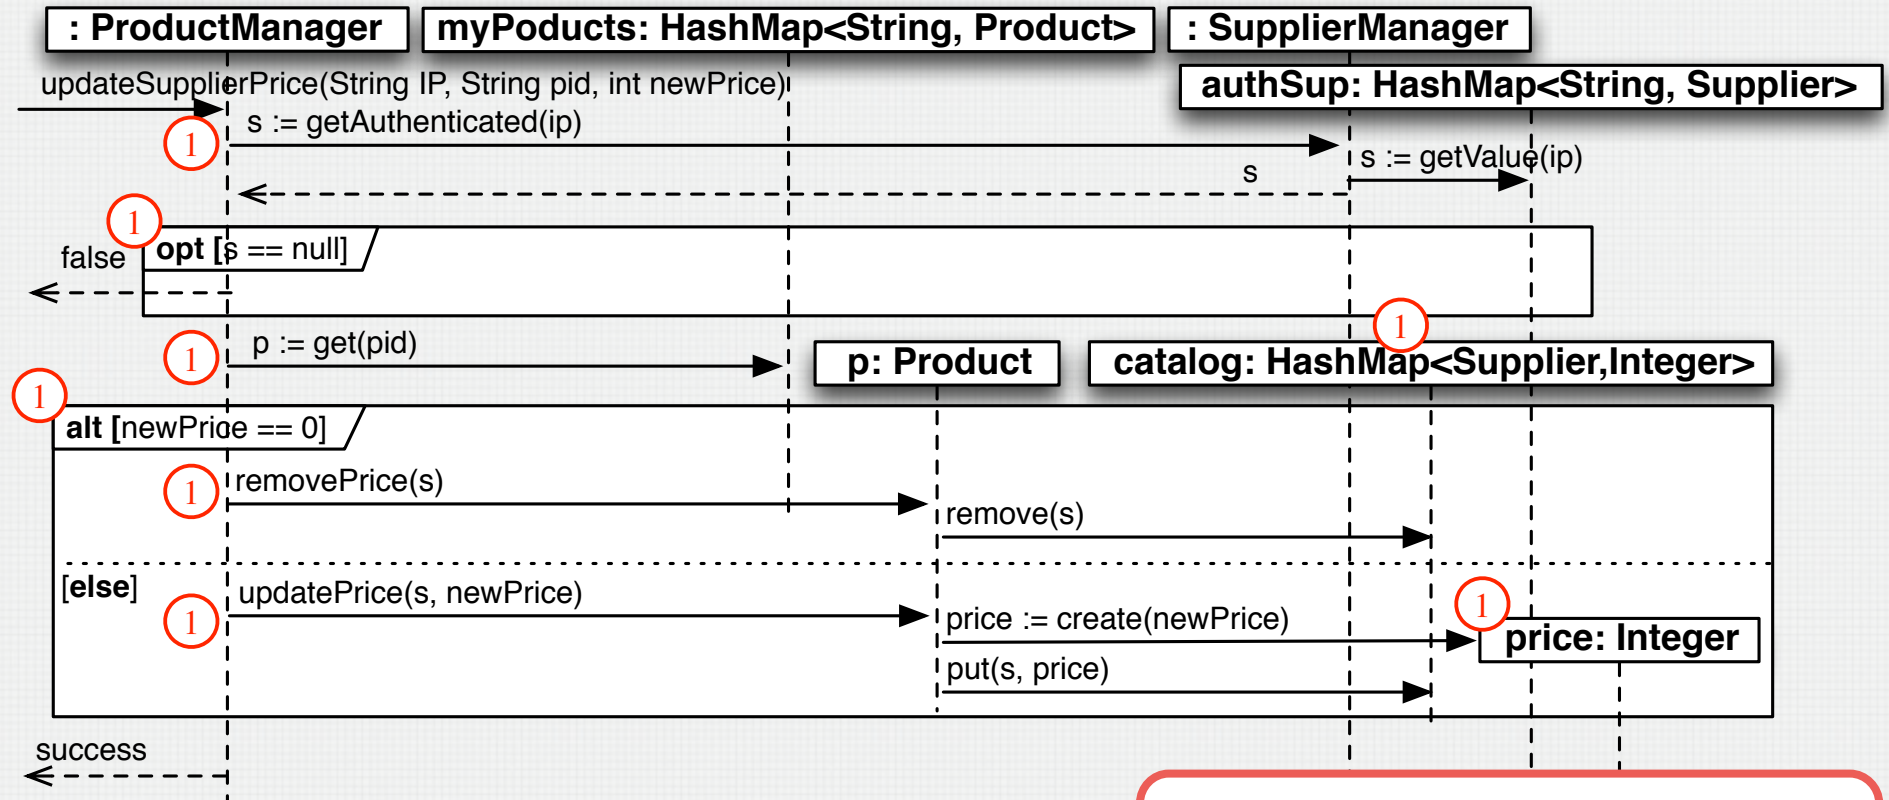 : ProductManager
myPoducts: HashMap<String, Product>
: SupplierManager
updateSupplierPrice(String IP, String pid, int newPrice)
authSup: HashMap<String, Supplier>
1
s := getAuthenticated(ip)
s := getValue(ip)
s
1
opt [s == null]
false
1
1
p := get(pid)
p: Product
catalog: HashMap<Supplier,Integer>
1
alt [newPrice == 0]
1
removePrice(s)
remove(s)
[else]
1
updatePrice(s, newPrice)
1
price := create(newPrice)
price: Integer
put(s, price)
success